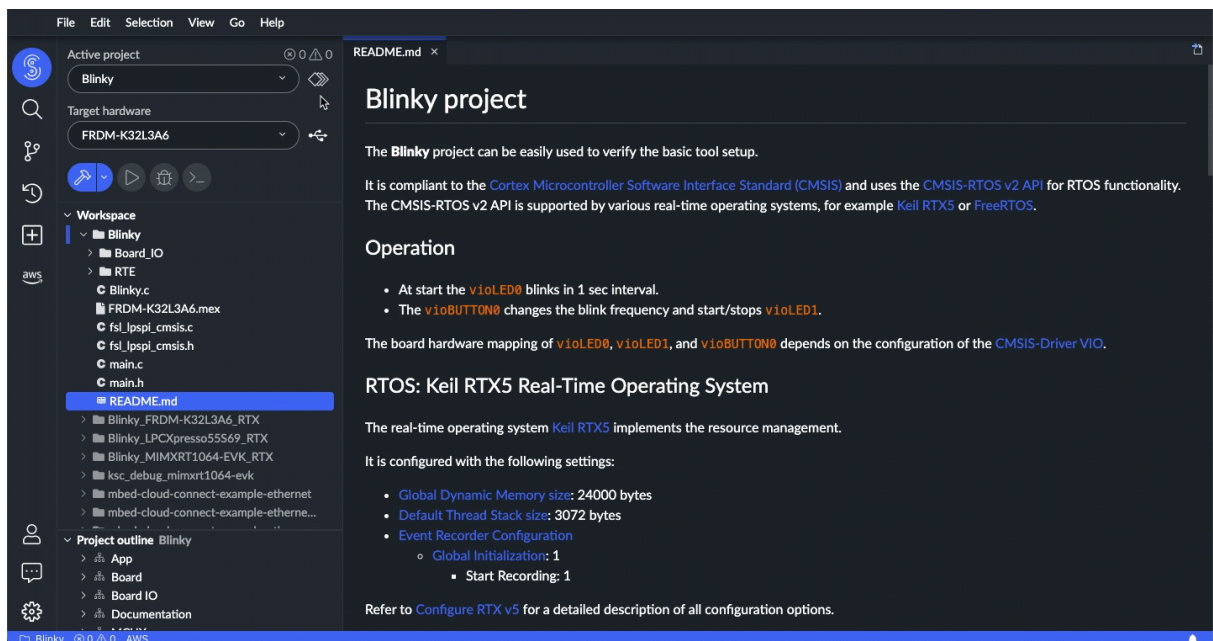 File Edit Selection View Go Help
Active project 0 0
Blinky
Target hardware
FRDM-K32L3A6
Workspace
Blinky
Board_IO
RTE
Blinky.c
FRDM-K32L3A6.mex
fsl_lpspi_cmsis.c
fsl_lpspi_cmsis.h
main.c
main.h
README.md
Blinky_FRDM-K32L3A6_RTX
Blinky_LPCXpresso55S69_RTX
Blinky_MIMXRT1064-EVK_RTX
ksc_debug_mimxrt1064-evk
mbed-cloud-connect-example-ethernet
mbed-cloud-connect-example-etherne...
Project outline Blinky
App
Board
Board IO
Documentation
aws
README.md
Blinky project
The Blinky project can be easily used to verify the basic tool setup.
It is compliant to the Cortex Microcontroller Software Interface Standard (CMSIS) and uses the CMSIS-RTOS v2 API for RTOS functionality.
The CMSIS-RTOS v2 API is supported by various real-time operating systems, for example Keil RTX5 or FreeRTOS.
Operation
• At start the vioLED0 blinks in 1 sec interval.
• The vioBUTTON0 changes the blink frequency and start/stops vioLED1.
The board hardware mapping of vioLED0, vioLED1, and vioBUTTON0 depends on the configuration of the CMSIS-Driver VIO.
RTOS: Keil RTX5 Real-Time Operating System
The real-time operating system Keil RTX5 implements the resource management.
It is configured with the following settings:
• Global Dynamic Memory size: 24000 bytes
• Default Thread Stack size: 3072 bytes
• Event Recorder Configuration
◦ Global Initialization: 1
▪ Start Recording: 1
Refer to Configure RTX v5 for a detailed description of all configuration options.
Blinky 0 0 AWS